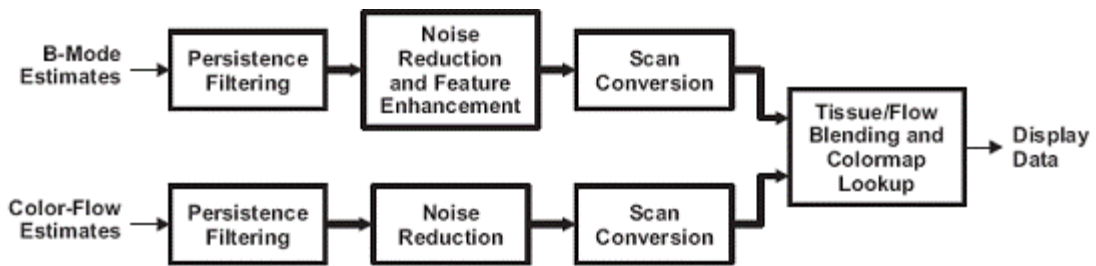 B-Mode
Estimates
Persistence
Filtering
Noise
Reduction
and Feature
Enhancement
Scan
Conversion
Tissue/Flow
Blending and
Colormap
Lookup
Display
Data
Color-Flow
Estimates
Persistence
Filtering
Noise
Reduction
Scan
Conversion